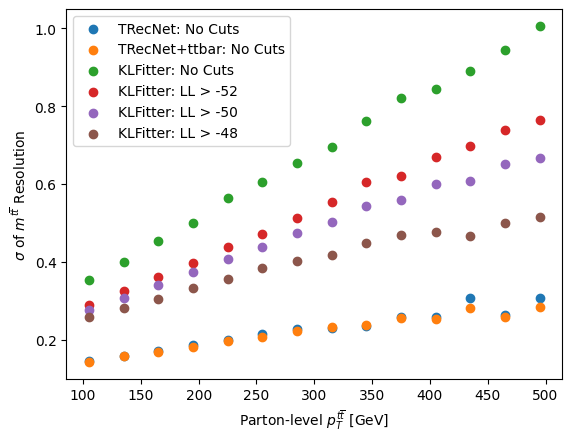 TRecNet: No Cuts
TRecNet+ttbar: No Cuts
KLFitter: No Cuts
KLFitter: LL > -52
KLFitter: LL > -50
KLFitter: LL > -48
σ of m^{tt̅} Resolution
1.0
0.8
0.6
0.4
0.2
100 150 200 250 300 350 400 450 500
Parton-level p_T^{tt̅} [GeV]